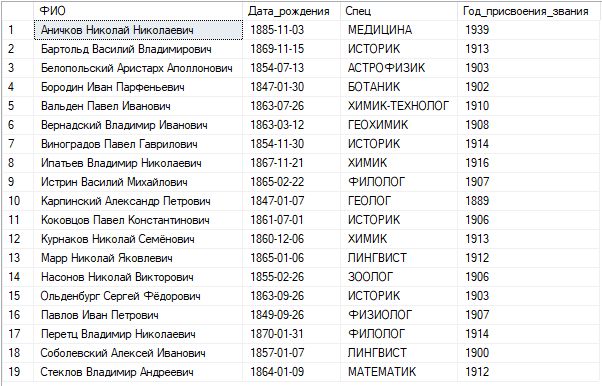 ФИО Дата_рождения Спец Год_присвоения_звания
1 Аничков Николай Николаевич 1885-11-03 МЕДИЦИНА 1939
2 Бартольд Василий Владимирович 1869-11-15 ИСТОРИК 1913
3 Белопольский Аристарх Аполлонович 1854-07-13 АСТРОФИЗИК 1903
4 Бородин Иван Парфеньевич 1847-01-30 БОТАНИК 1902
5 Вальден Павел Иванович 1863-07-26 ХИМИК-ТЕХНОЛОГ 1910
6 Вернадский Владимир Иванович 1863-03-12 ГЕОХИМИК 1908
7 Виноградов Павел Гаврилович 1854-11-30 ИСТОРИК 1914
8 Ипатьев Владимир Николаевич 1867-11-21 ХИМИК 1916
9 Истрин Василий Михайлович 1865-02-22 ФИЛОЛОГ 1907
10 Карпинский Александр Петрович 1847-01-07 ГЕОЛОГ 1889
11 Коковцов Павел Константинович 1861-07-01 ИСТОРИК 1906
12 Курнаков Николай Семёнович 1860-12-06 ХИМИК 1913
13 Марр Николай Яковлевич 1865-01-06 ЛИНГВИСТ 1912
14 Насонов Николай Викторович 1855-02-26 ЗООЛОГ 1906
15 Ольденбург Сергей Фёдорович 1863-09-26 ИСТОРИК 1903
16 Павлов Иван Петрович 1849-09-26 ФИЗИОЛОГ 1907
17 Перетц Владимир Николаевич 1870-01-31 ФИЛОЛОГ 1914
18 Соболевский Алексей Иванович 1857-01-07 ЛИНГВИСТ 1900
19 Стеклов Владимир Андреевич 1864-01-09 МАТЕМАТИК 1912